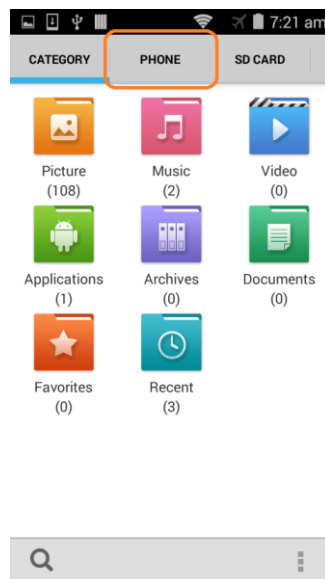 7:21 am
CATEGORY PHONE SD CARD
Picture Music Video
(108) (2) (0)
Applications Archives Documents
(1) (0) (0)
Favorites Recent
(0) (3)